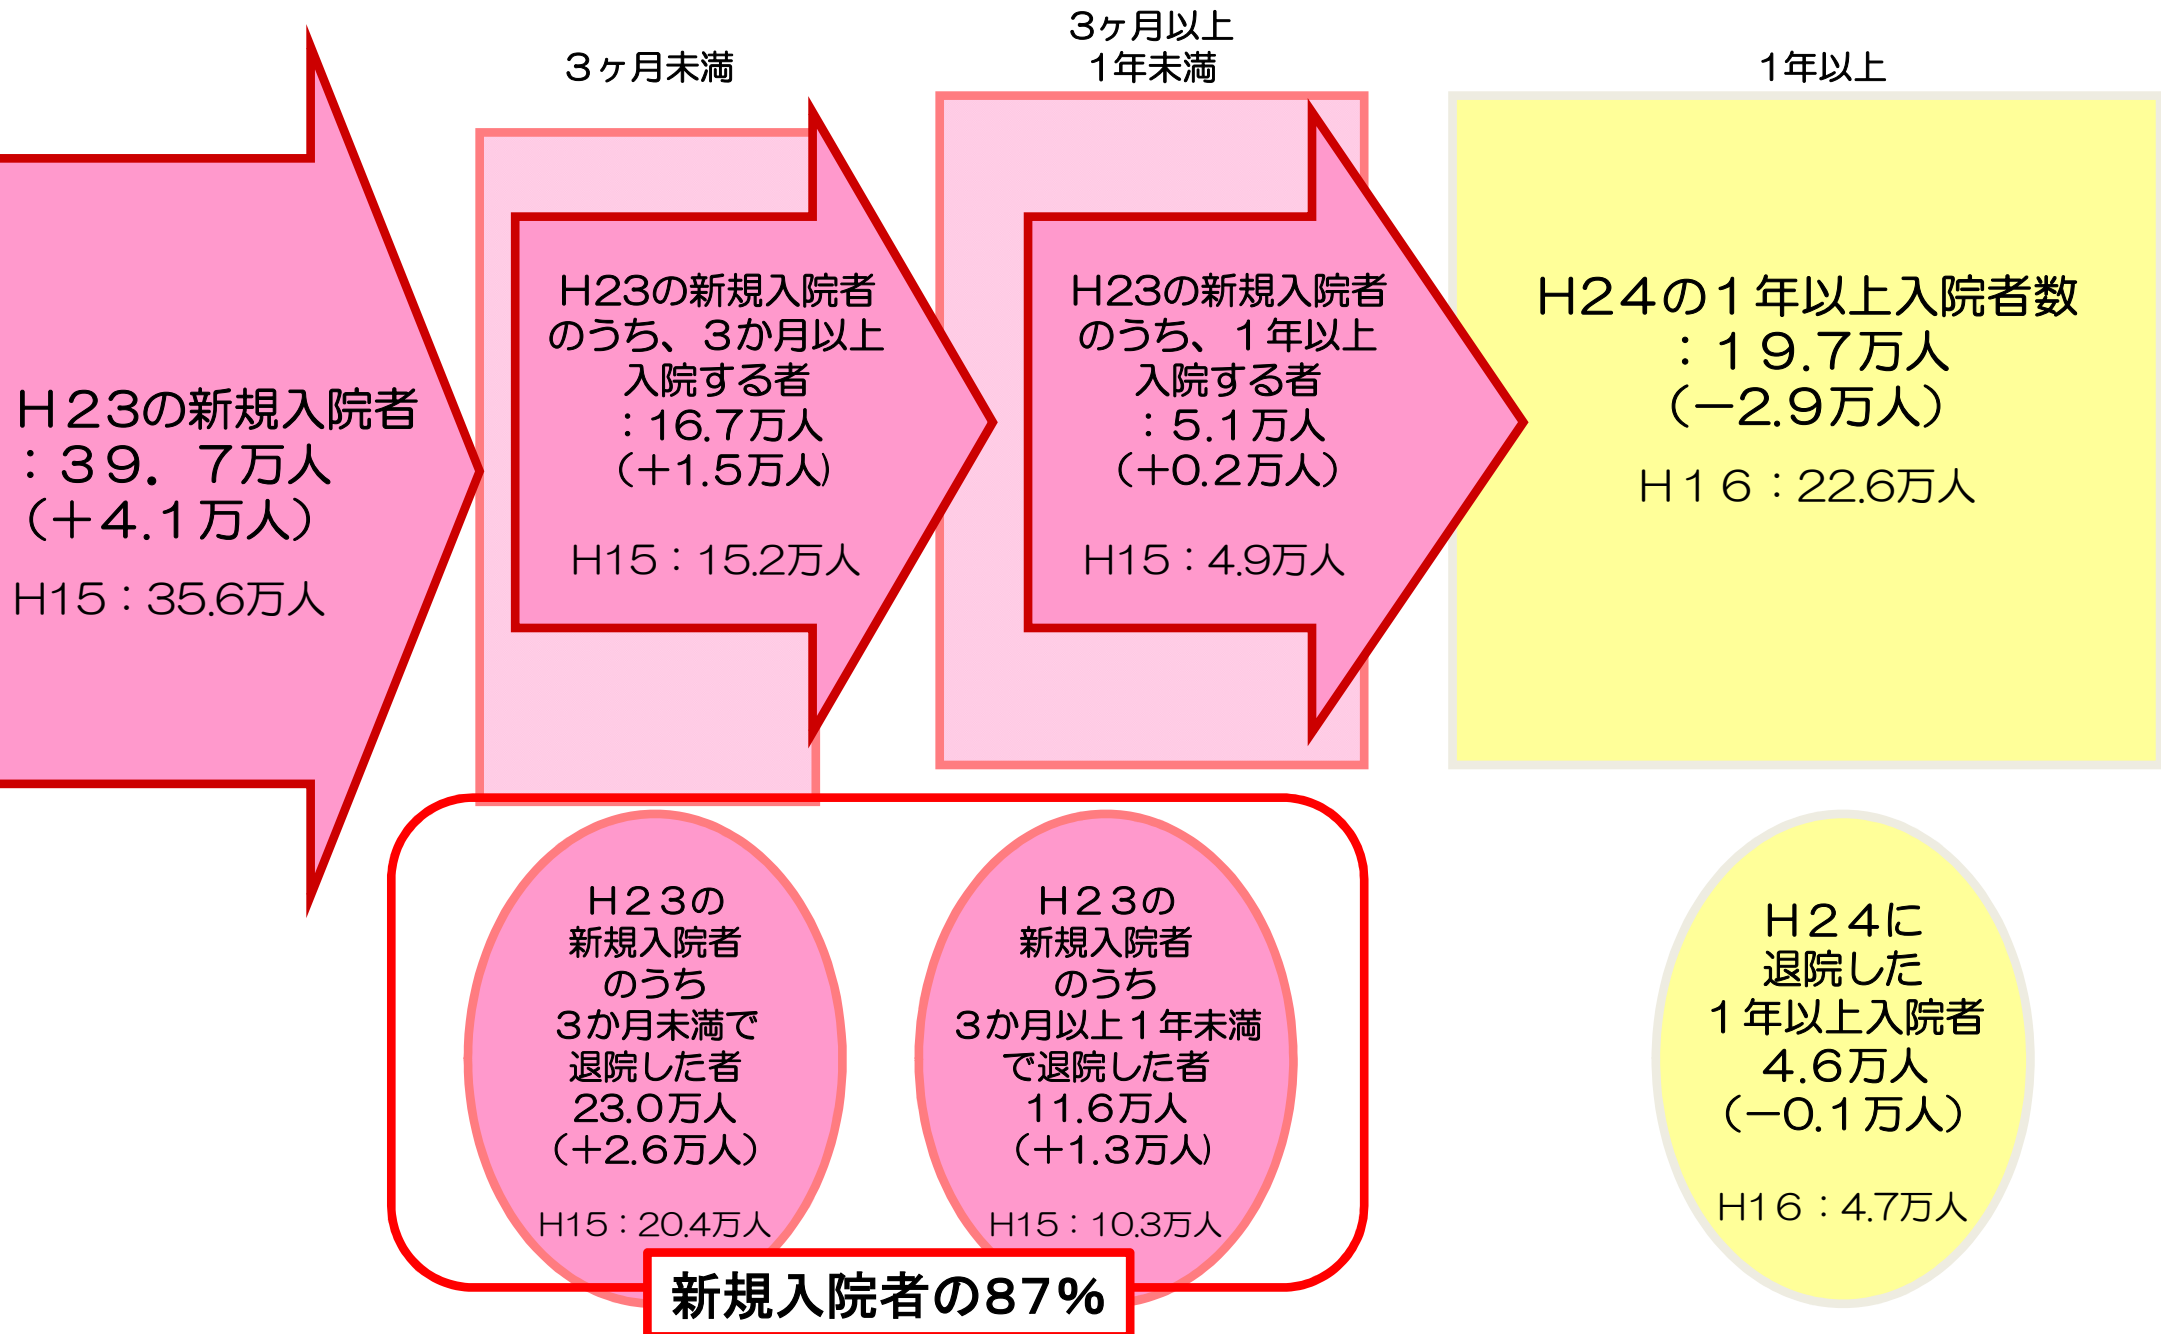 3ヶ月未満
3ヶ月以上
1年未満
1年以上
H23の新規入院者
：39．7万人
（+4.1万人）
H15：35.6万人
H23の新規入院者
のうち、3か月以上
入院する者
：16.7万人
（+1.5万人)
H15：15.2万人
H23の新規入院者
のうち、1年以上
入院する者
：5.1万人
（+0.2万人）
H15：4.9万人
H24の1年以上入院者数
：19.7万人
（－2.9万人）
H16：22.6万人
H23の
新規入院者
のうち
3か月未満で
退院した者
23.0万人
（+2.6万人）
H15：20.4万人
H23の
新規入院者
のうち
3か月以上1年未満
で退院した者
11.6万人
（+1.3万人)
H15：10.3万人
H24に
退院した
1年以上入院者
4.6万人
（－0.1万人）
H16：4.7万人
新規入院者の87%